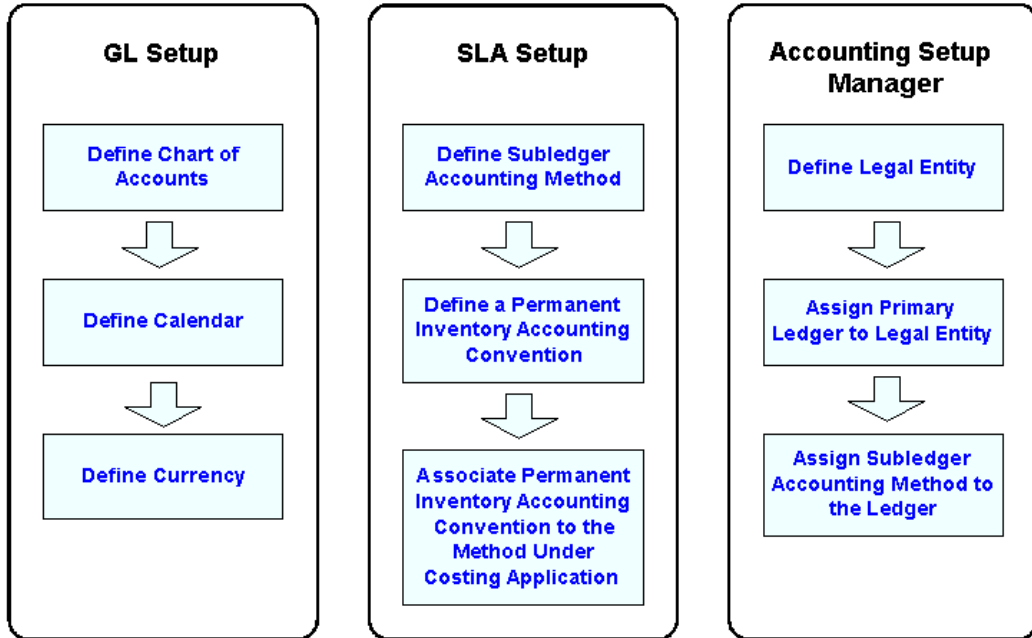 GL Setup
Define Chart of
Accounts
Define Calendar
Define Currency
SLA Setup
Define Subledger
Accounting Method
Define a Permanent
Inventory Accounting
Convention
Associate Permanent
Inventory Accounting
Convention to the
Method Under
Costing Application
Accounting Setup
Manager
Define Legal Entity
Assign Primary
Ledger to Legal Entity
Assign Subledger
Accounting Method to
the Ledger